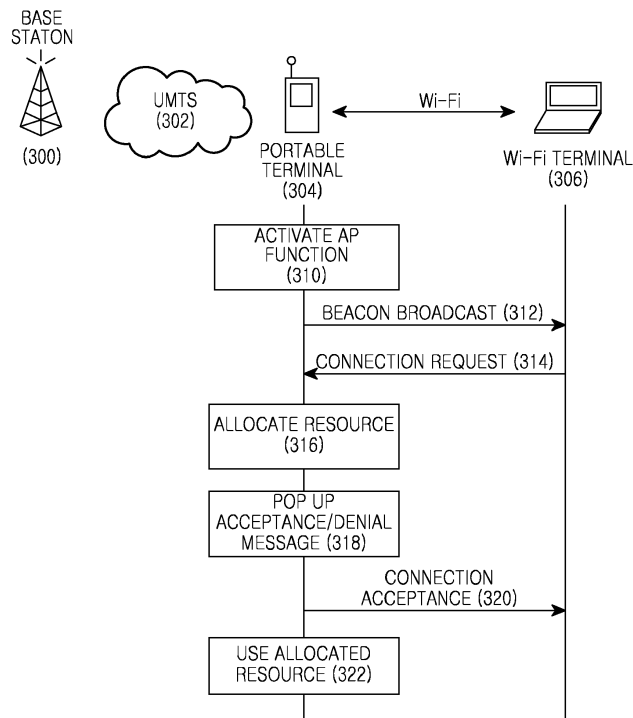 BASE
STATON
(300)
UMTS
(302)
PORTABLE
TERMINAL
(304)
Wi-Fi
Wi-Fi TERMINAL
(306)
ACTIVATE AP
FUNCTION
(310)
BEACON BROADCAST (312)
CONNECTION REQUEST (314)
ALLOCATE RESOURCE
(316)
POP UP
ACCEPTANCE/DENIAL
MESSAGE (318)
CONNECTION
ACCEPTANCE (320)
USE ALLOCATED
RESOURCE (322)